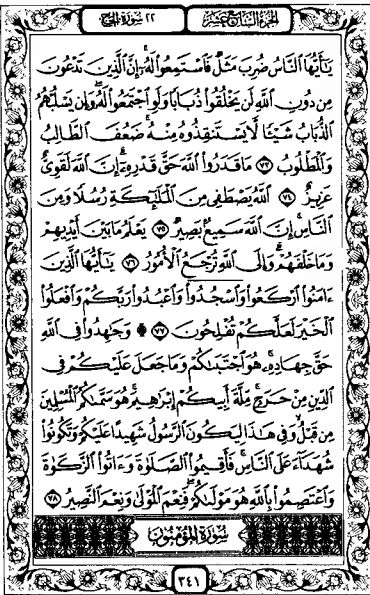 الجزء السابع عشر ٢٢ سورة الحج
يَٰٓأَيُّهَا ٱلنَّاسُ ضُرِبَ مَثَلٌ فَٱسْتَمِعُوا۟ لَهُۥٓ ۚ إِنَّ ٱلَّذِينَ تَدْعُونَ
مِن دُونِ ٱللَّهِ لَن يَخْلُقُوا۟ ذُبَابًا وَلَوِ ٱجْتَمَعُوا۟ لَهُۥ ۖ وَإِن يَسْلُبْهُمُ
ٱلذُّبَابُ شَيْـًٔا لَّا يَسْتَنقِذُوهُ مِنْهُ ۚ ضَعُفَ ٱلطَّالِبُ
وَٱلْمَطْلُوبُ ٧٣ مَا قَدَرُوا۟ ٱللَّهَ حَقَّ قَدْرِهِۦٓ ۗ إِنَّ ٱللَّهَ لَقَوِىٌّ
عَزِيزٌ ٧٤ ٱللَّهُ يَصْطَفِى مِنَ ٱلْمَلَٰٓئِكَةِ رُسُلًا وَمِنَ
ٱلنَّاسِ ۚ إِنَّ ٱللَّهَ سَمِيعٌۢ بَصِيرٌ ٧٥ يَعْلَمُ مَا بَيْنَ أَيْدِيهِمْ
وَمَا خَلْفَهُمْ ۗ وَإِلَى ٱللَّهِ تُرْجَعُ ٱلْأُمُورُ ٧٦ يَٰٓأَيُّهَا ٱلَّذِينَ
ءَامَنُوا۟ ٱرْكَعُوا۟ وَٱسْجُدُوا۟ وَٱعْبُدُوا۟ رَبَّكُمْ وَٱفْعَلُوا۟
ٱلْخَيْرَ لَعَلَّكُمْ تُفْلِحُونَ ۩ ٧٧ وَجَٰهِدُوا۟ فِى ٱللَّهِ
حَقَّ جِهَادِهِۦ ۚ هُوَ ٱجْتَبَىٰكُمْ وَمَا جَعَلَ عَلَيْكُمْ فِى
ٱلدِّينِ مِنْ حَرَجٍ ۚ مِّلَّةَ أَبِيكُمْ إِبْرَٰهِيمَ ۚ هُوَ سَمَّىٰكُمُ ٱلْمُسْلِمِينَ
مِن قَبْلُ وَفِى هَٰذَا لِيَكُونَ ٱلرَّسُولُ شَهِيدًا عَلَيْكُمْ وَتَكُونُوا۟
شُهَدَآءَ عَلَى ٱلنَّاسِ ۚ فَأَقِيمُوا۟ ٱلصَّلَوٰةَ وَءَاتُوا۟ ٱلزَّكَوٰةَ
وَٱعْتَصِمُوا۟ بِٱللَّهِ هُوَ مَوْلَىٰكُمْ ۖ فَنِعْمَ ٱلْمَوْلَىٰ وَنِعْمَ ٱلنَّصِيرُ ٧٨
سُورَةُ المُؤْمِنُون
٣٤١